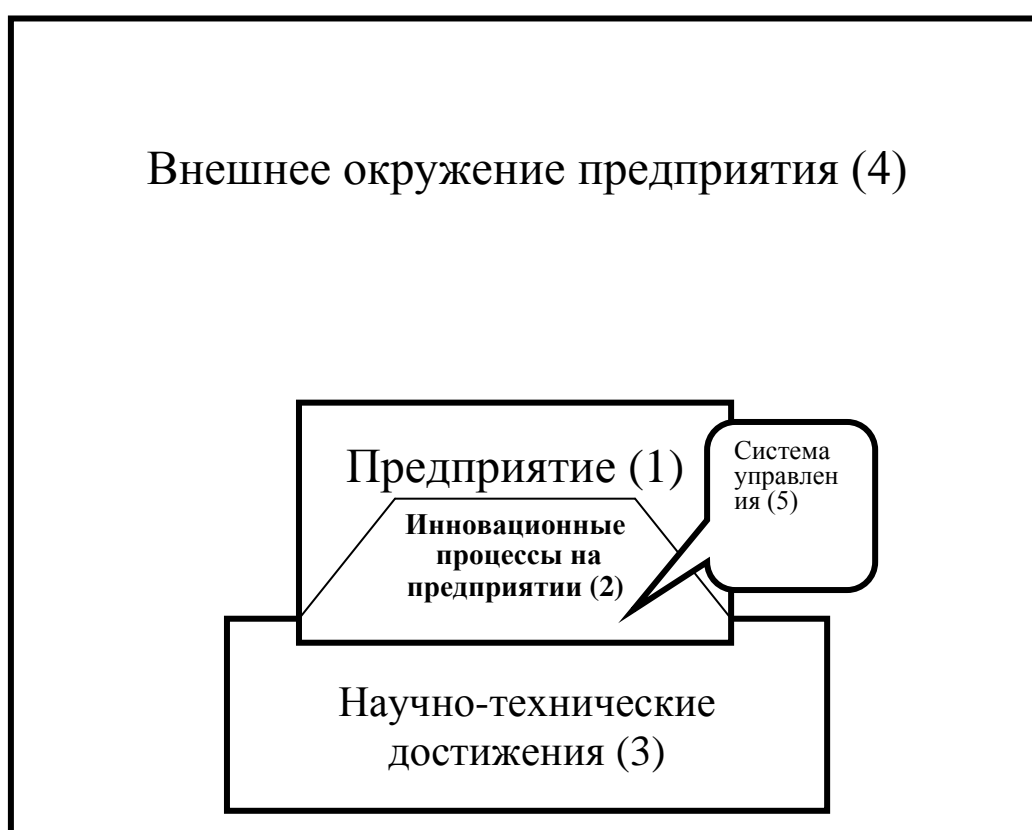 Внешнее окружение предприятия (4)
Предприятие (1)
Система
управлен
ия (5)
Инновационные
процессы на
предприятии (2)
Научно-технические
достижения (3)